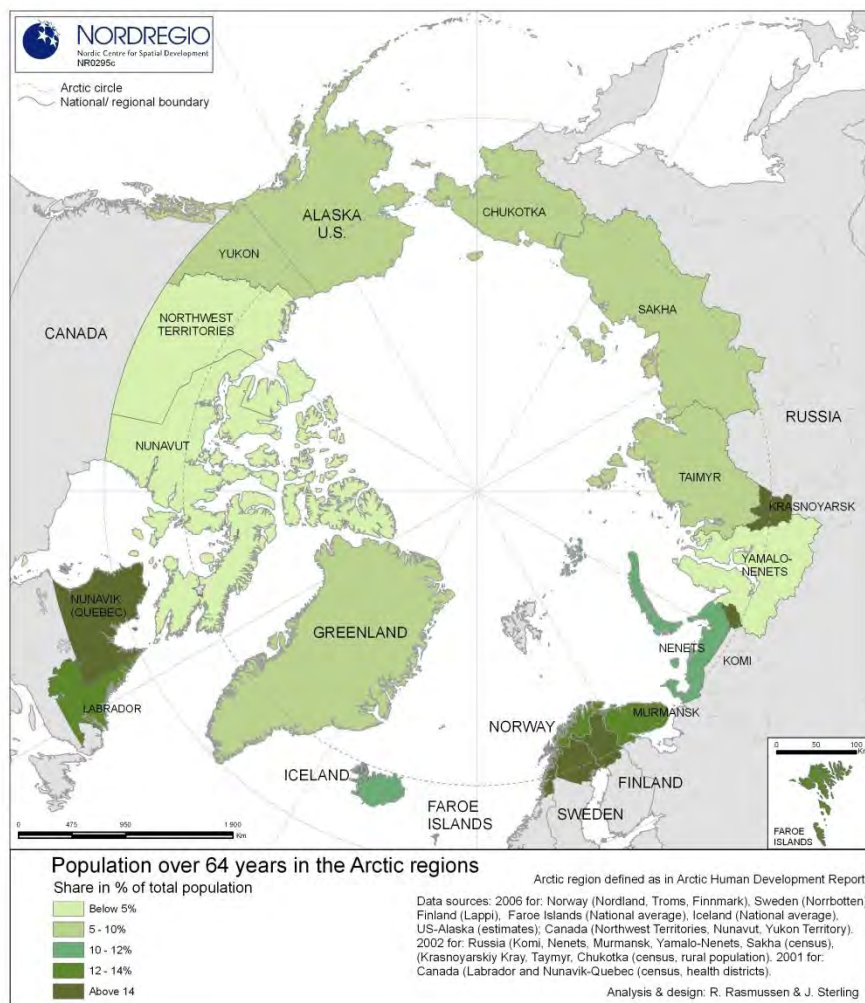 NORDREGIO
Nordic Centre for Spatial Development
NR0295c
Arctic circle
National/ regional boundary
ALASKA
U.S.
CHUKOTKA
YUKON
NORTHWEST
TERRITORIES
SAKHA
CANADA
RUSSIA
NUNAVUT
TAIMYR
KRASNOYARSK
YAMALO-
NENETS
NUNAVIK
(QUEBEC)
GREENLAND
NENETS
KOMI
LABRADOR
NORWAY
MURMANSK
ICELAND
FINLAND
SWEDEN
FAROE
ISLANDS
0 50 100
Km
FAROE
ISLANDS
0 475 950 1 900
Km
Population over 64 years in the Arctic regions
Share in % of total population
Below 5%
5 - 10%
10 - 12%
12 - 14%
Above 14
Arctic region defined as in Arctic Human Development Report
Data sources: 2006 for: Norway (Nordland, Troms, Finnmark), Sweden (Norrbotten)
Finland (Lappi), Faroe Islands (National average), Iceland (National average),
US-Alaska (estimates); Canada (Northwest Territories, Nunavut, Yukon Territory).
2002 for: Russia (Komi, Nenets, Murmansk, Yamalo-Nenets, Sakha (census),
(Krasnoyarskiy Kray, Taymyr, Chukotka (census, rural population). 2001 for:
Canada (Labrador and Nunavik-Quebec (census, health districts).
Analysis & design: R. Rasmussen & J. Sterling